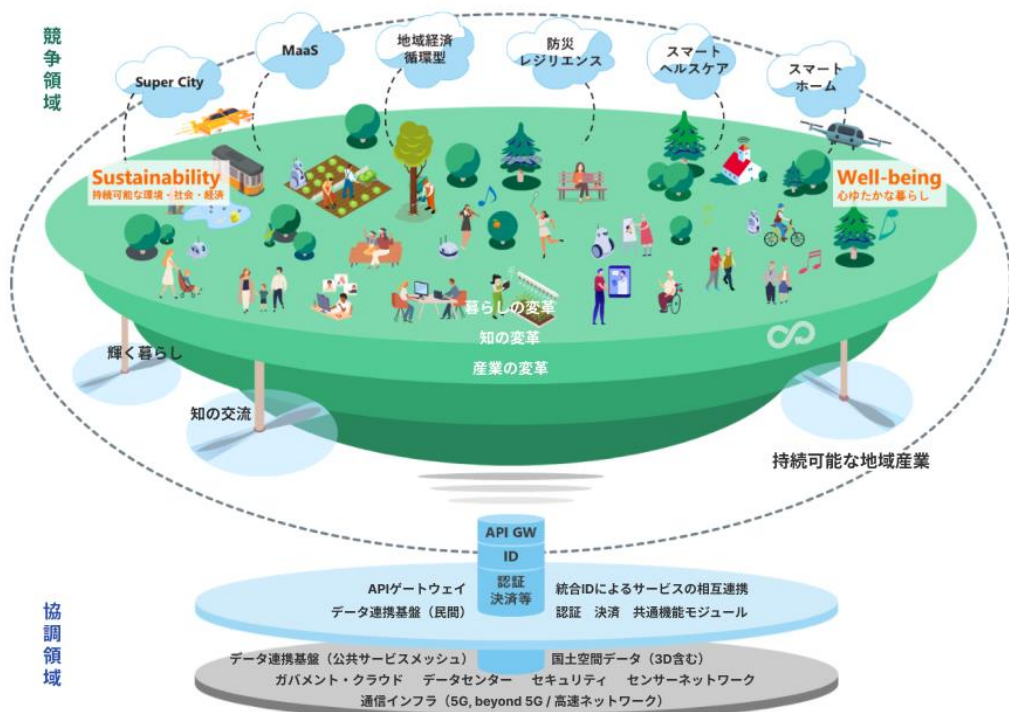 競争領域
Super City
MaaS
地域経済
循環型
防災
レジリエンス
スマート
ヘルスケア
スマート
ホーム
Sustainability
持続可能な環境・社会・経済
Well-being
心ゆたかな暮らし
暮らしの変革
知の変革
産業の変革
輝く暮らし
知の交流
持続可能な地域産業
協調領域
API GW
ID
認証
決済等
APIゲートウェイ
統合IDによるサービスの相互連携
データ連携基盤（民間）
認証　決済　共通機能モジュール
データ連携基盤（公共サービスメッシュ）
国土空間データ（3D含む）
ガバメント・クラウド　データセンター　セキュリティ　センサーネットワーク
通信インフラ（5G, beyond 5G / 高速ネットワーク）